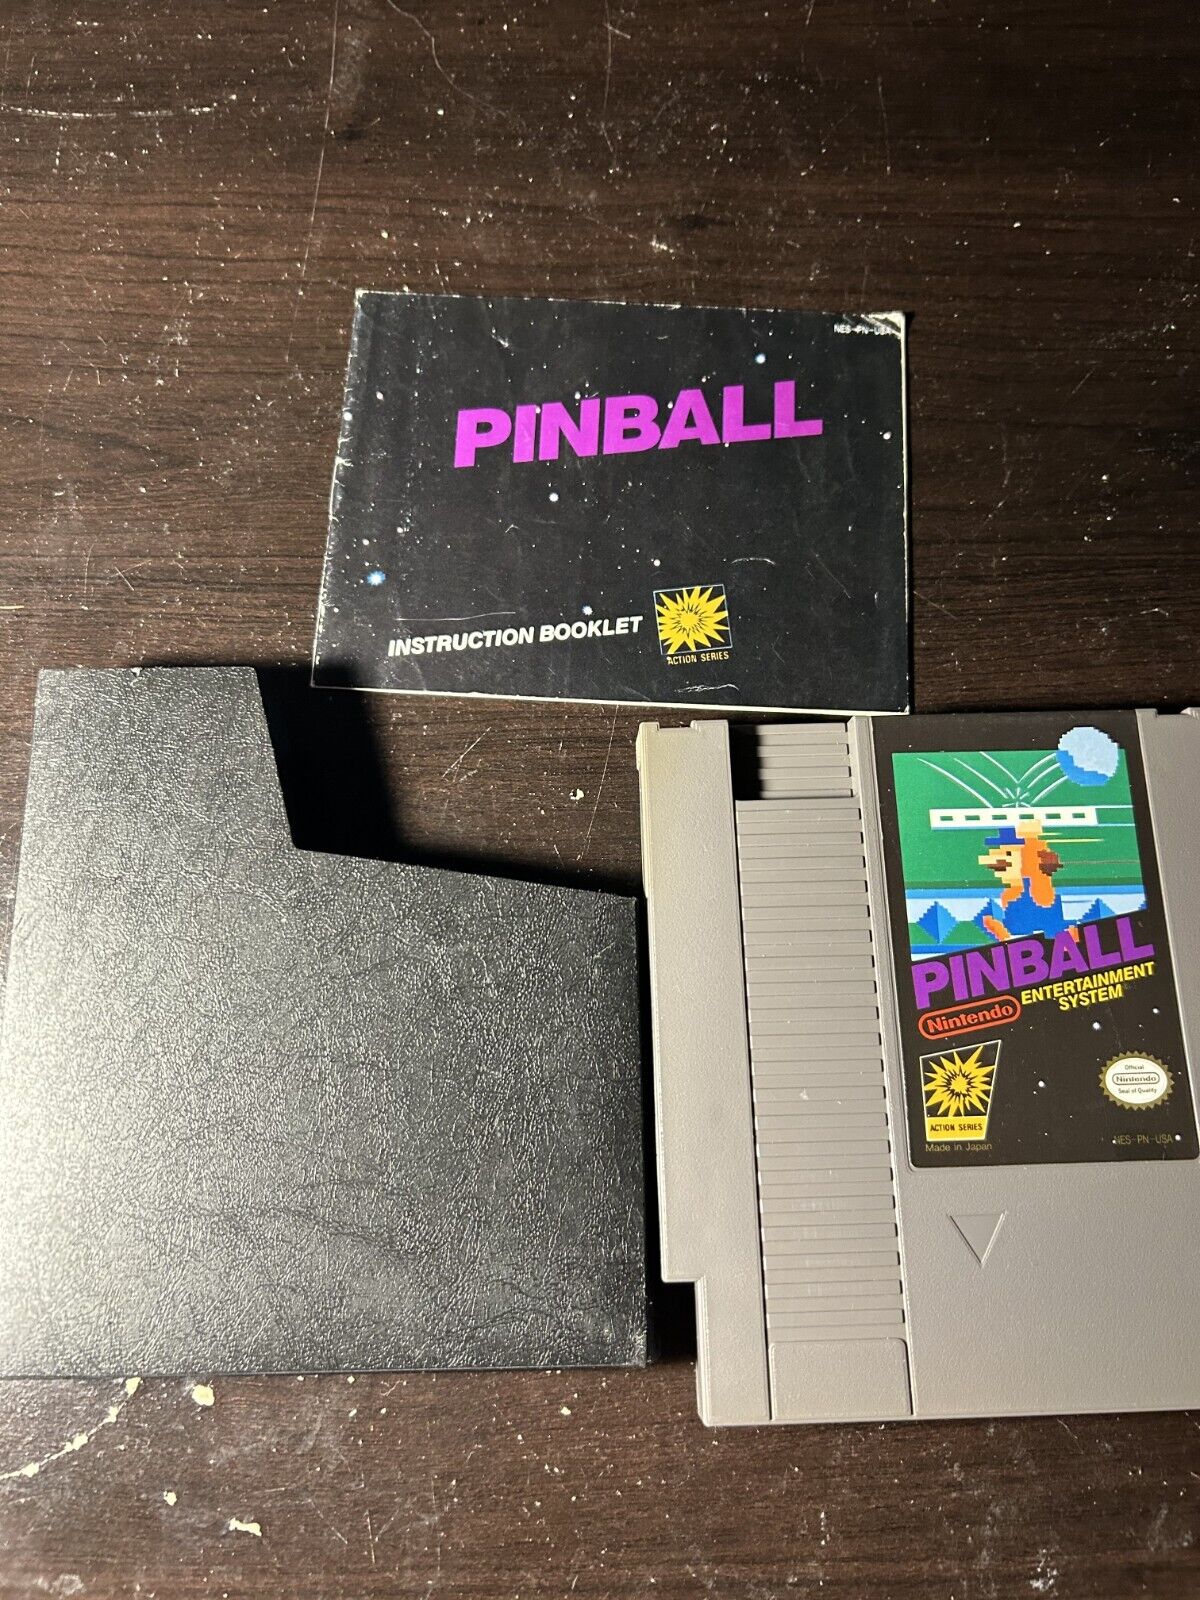 NES-PN-USA
PINBALL
INSTRUCTION BOOKLET
ACTION SERIES
PINBALL
Nintendo
ENTERTAINMENT
SYSTEM
ACTION SERIES
Official
Nintendo
Seal of Quality
Made in Japan
NES-PN-USA